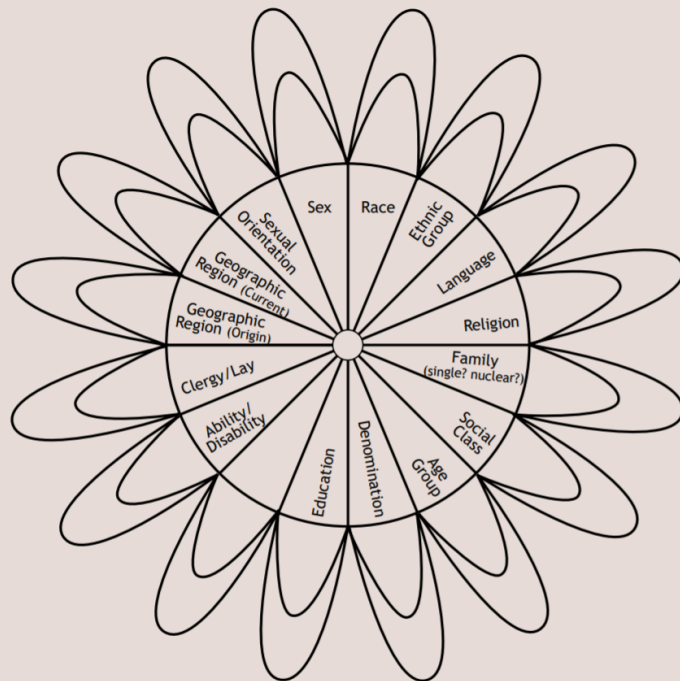 Sex
Race
Ethnic
Group
Language
Religion
Family
(single? nuclear?)
Social
Class
Age
Group
Denomination
Education
Ability/
Disability
Clergy/Lay
Geographic
Region (Origin)
Geographic
Region (Current)
Sexual
Orientation